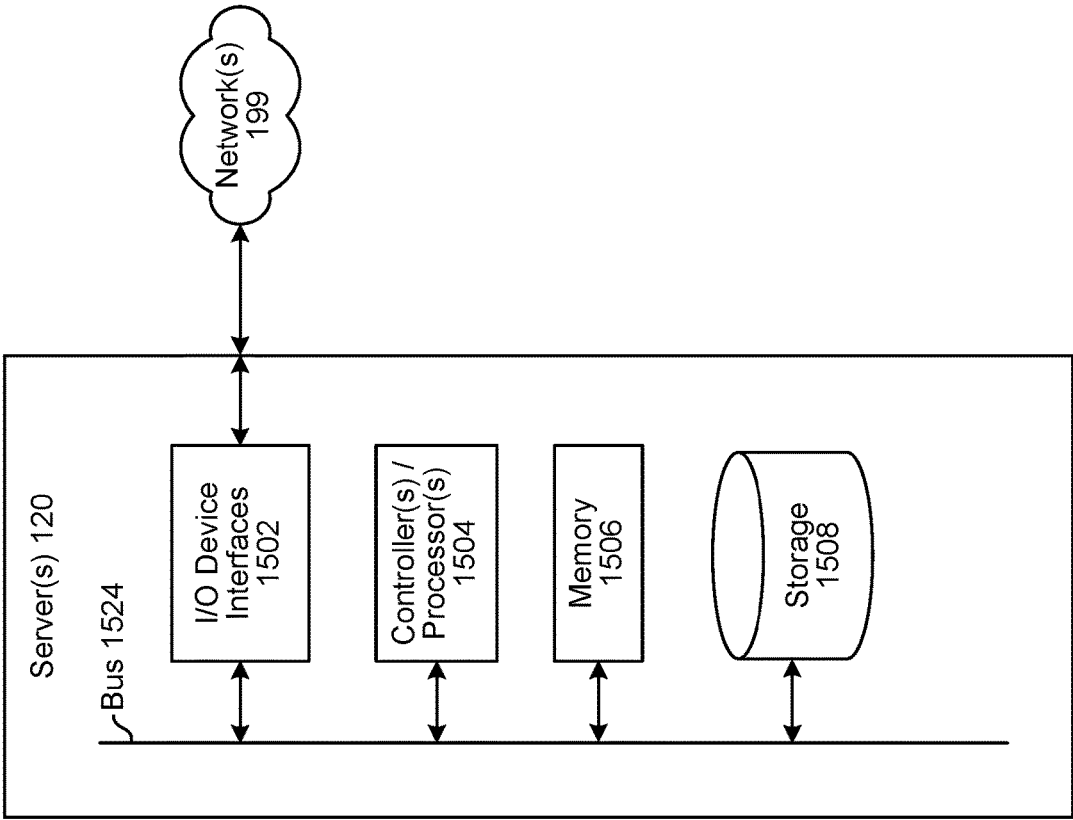 Server(s) 120
Bus 1524
I/O Device
Interfaces
1502
Controller(s) /
Processor(s)
1504
Memory
1506
Storage
1508
Network(s)
199